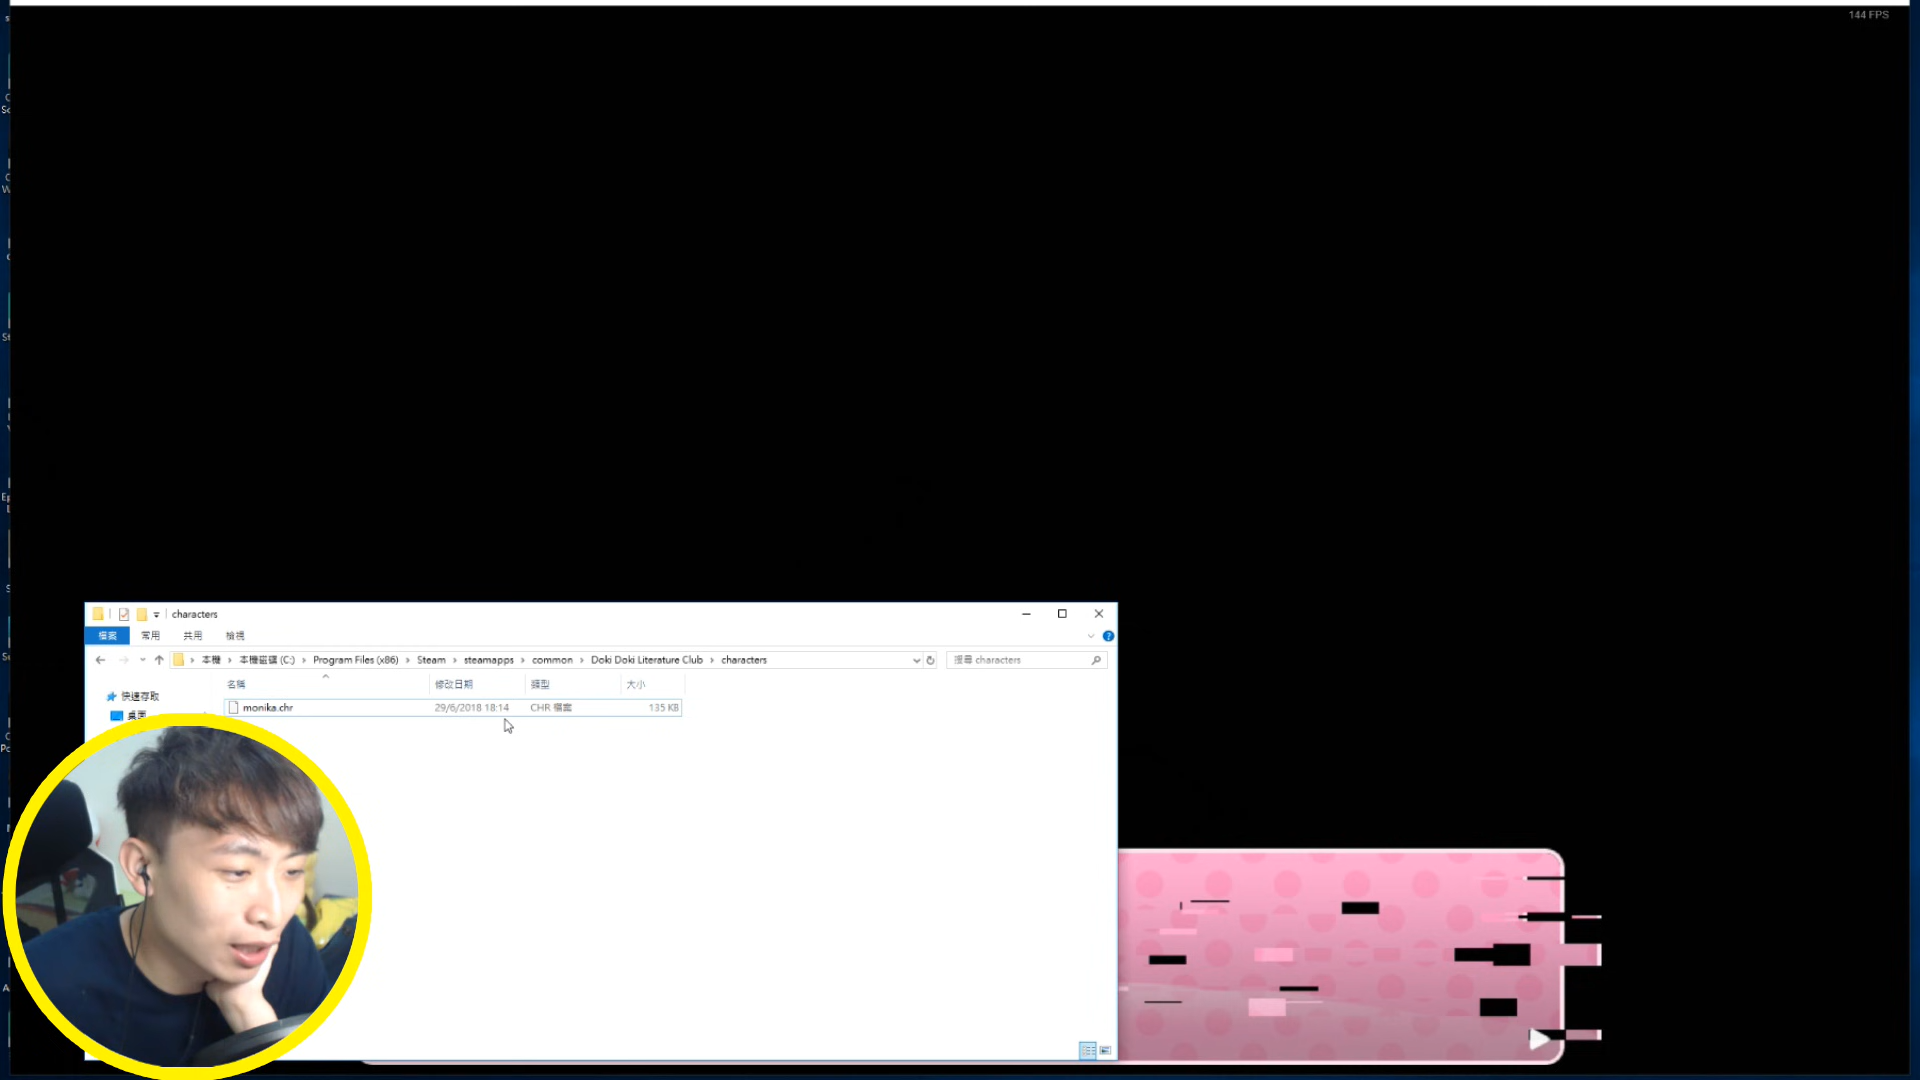 144 FPS
characters
檔案 常用 共用 檢視
本機 本機磁碟 (C:) Program Files (x86) Steam steamapps common Doki Doki Literature Club characters
搜尋 characters
名稱 修改日期 類型 大小
快速存取
monika.chr 29/6/2018 18:14 CHR 檔案 135 KB
桌面